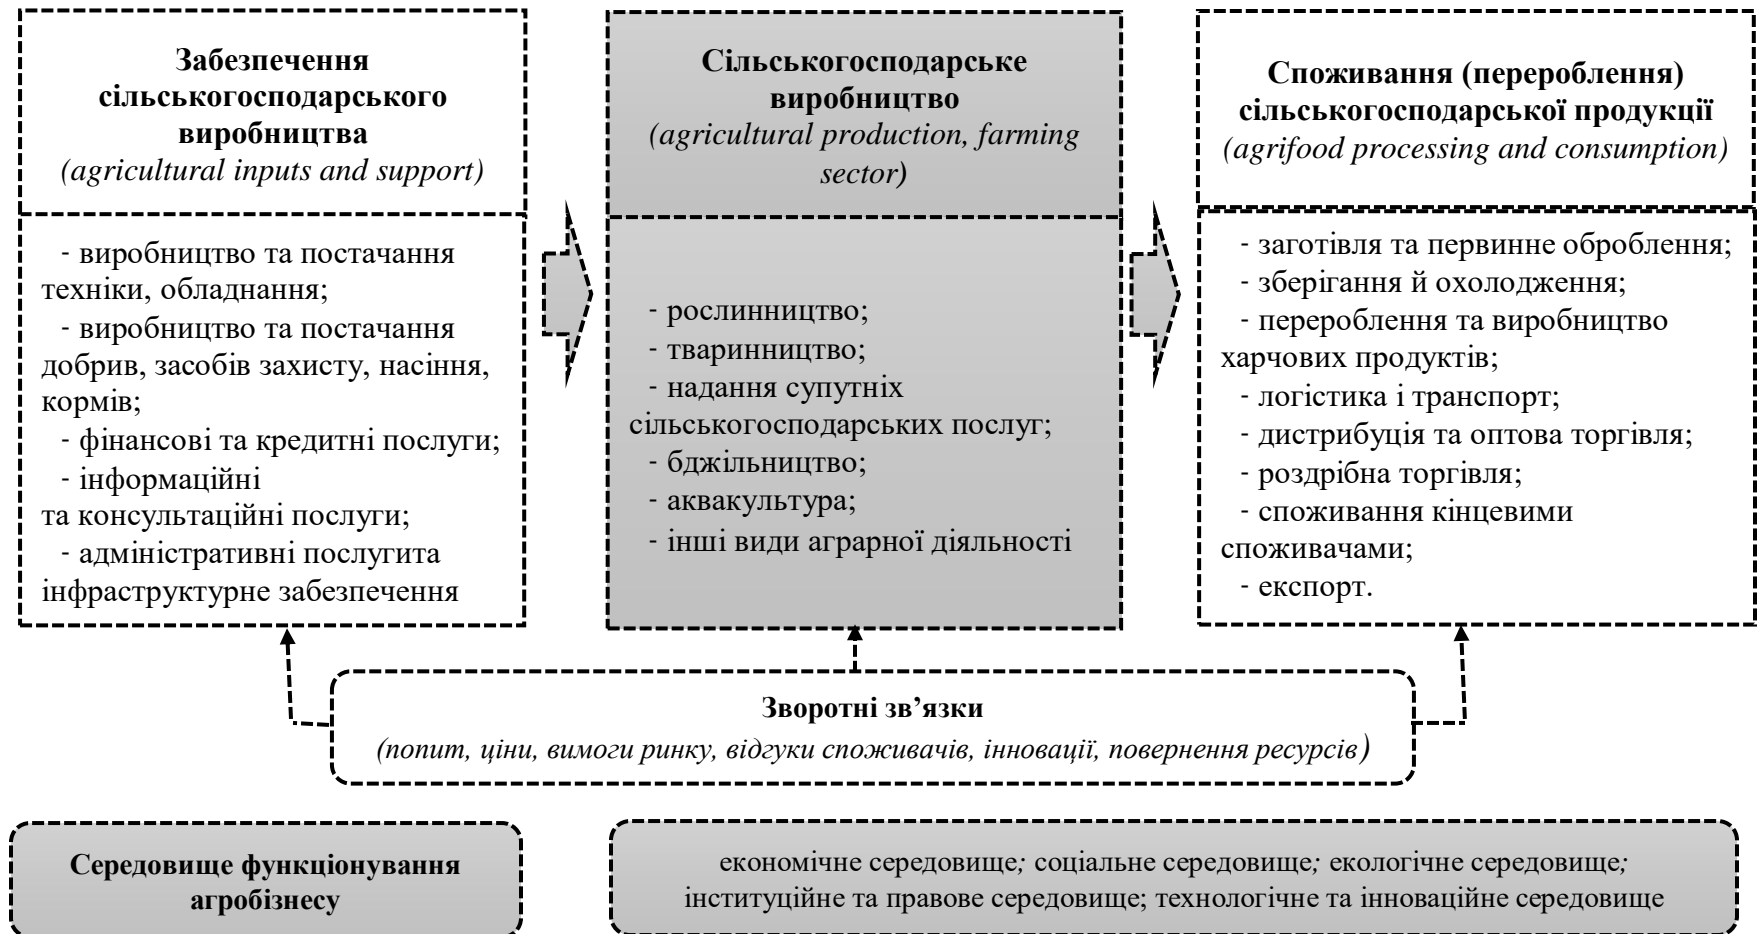 Забезпечення
сільськогосподарського
виробництва
(agricultural inputs and support)
- виробництво та постачання
техніки, обладнання;
- виробництво та постачання
добрив, засобів захисту, насіння,
кормів;
- фінансові та кредитні послуги;
- інформаційні
та консультаційні послуги;
- адміністративні послугита
інфраструктурне забезпечення
Сільськогосподарське
виробництво
(agricultural production, farming
sector)
- рослинництво;
- тваринництво;
- надання супутніх
сільськогосподарських послуг;
- бджільництво;
- аквакультура;
- інші види аграрної діяльності
Споживання (перероблення)
сільськогосподарської продукції
(agrifood processing and consumption)
- заготівля та первинне оброблення;
- зберігання й охолодження;
- перероблення та виробництво
харчових продуктів;
- логістика і транспорт;
- дистрибуція та оптова торгівля;
- роздрібна торгівля;
- споживання кінцевими
споживачами;
- експорт.
Зворотні зв’язки
(попит, ціни, вимоги ринку, відгуки споживачів, інновації, повернення ресурсів)
Середовище функціонування
агробізнесу
економічне середовище; соціальне середовище; екологічне середовище;
інституційне та правове середовище; технологічне та інноваційне середовище